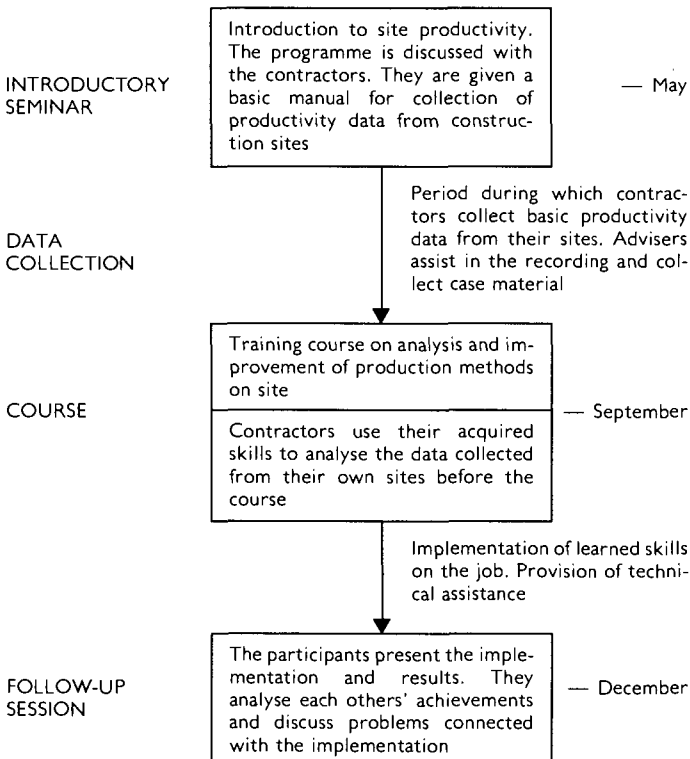 Introduction to site productivity.
The programme is discussed with
the contractors. They are given a
basic manual for collection of
productivity data from construc-
tion sites
INTRODUCTORY
SEMINAR
— May
Period during which contrac-
tors collect basic productivity
data from their sites. Advisers
assist in the recording and col-
lect case material
DATA
COLLECTION
Training course on analysis and im-
provement of production methods
on site
COURSE
— September
Contractors use their acquired
skills to analyse the data collected
from their own sites before the
course
Implementation of learned skills
on the job. Provision of techni-
cal assistance
The participants present the imple-
mentation and results. They
analyse each others' achievements
and discuss problems connected
with the implementation
FOLLOW-UP
SESSION
— December